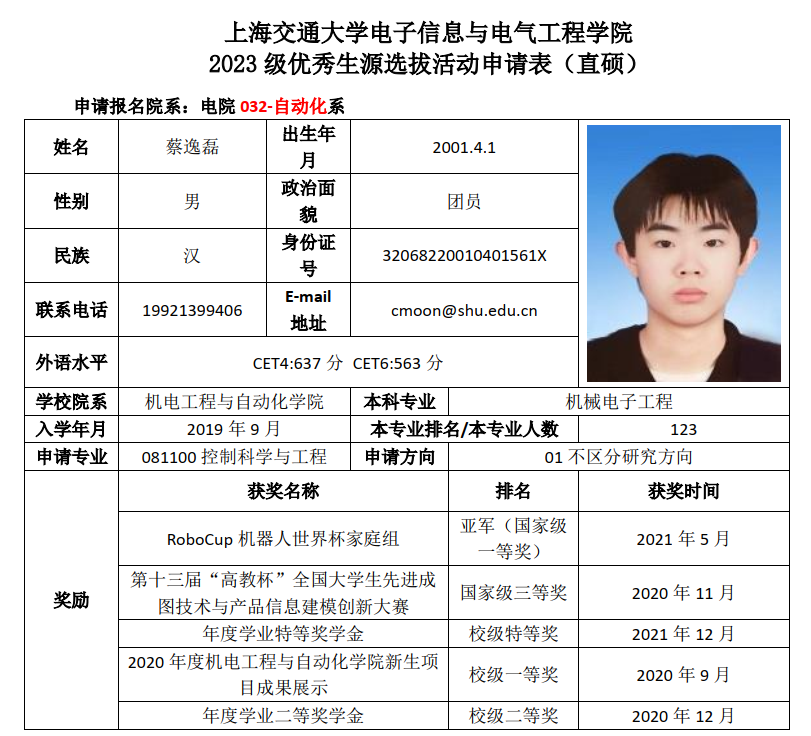 上海交通大学电子信息与电气工程学院
2023 级优秀生源选拔活动申请表（直硕）
申请报名院系：电院 032-自动化系
姓名 蔡逸磊 出生年
月 2001.4.1
性别 男 政治面
貌 团员
民族 汉 身份证
号 32068220010401561X
联系电话 19921399406 E-mail
地址 cmoon@shu.edu.cn
外语水平 CET4:637 分 CET6:563 分
学校院系 机电工程与自动化学院 本科专业 机械电子工程
入学年月 2019 年 9 月 本专业排名/本专业人数 123
申请专业 081100 控制科学与工程 申请方向 01 不区分研究方向
奖励
获奖名称 排名 获奖时间
RoboCup 机器人世界杯家庭组 亚军（国家级
一等奖） 2021 年 5 月
第十三届“高教杯”全国大学生先进成
图技术与产品信息建模创新大赛 国家级三等奖 2020 年 11 月
年度学业特等奖学金 校级特等奖 2021 年 12 月
2020 年度机电工程与自动化学院新生项
目成果展示 校级一等奖 2020 年 9 月
年度学业二等奖学金 校级二等奖 2020 年 12 月